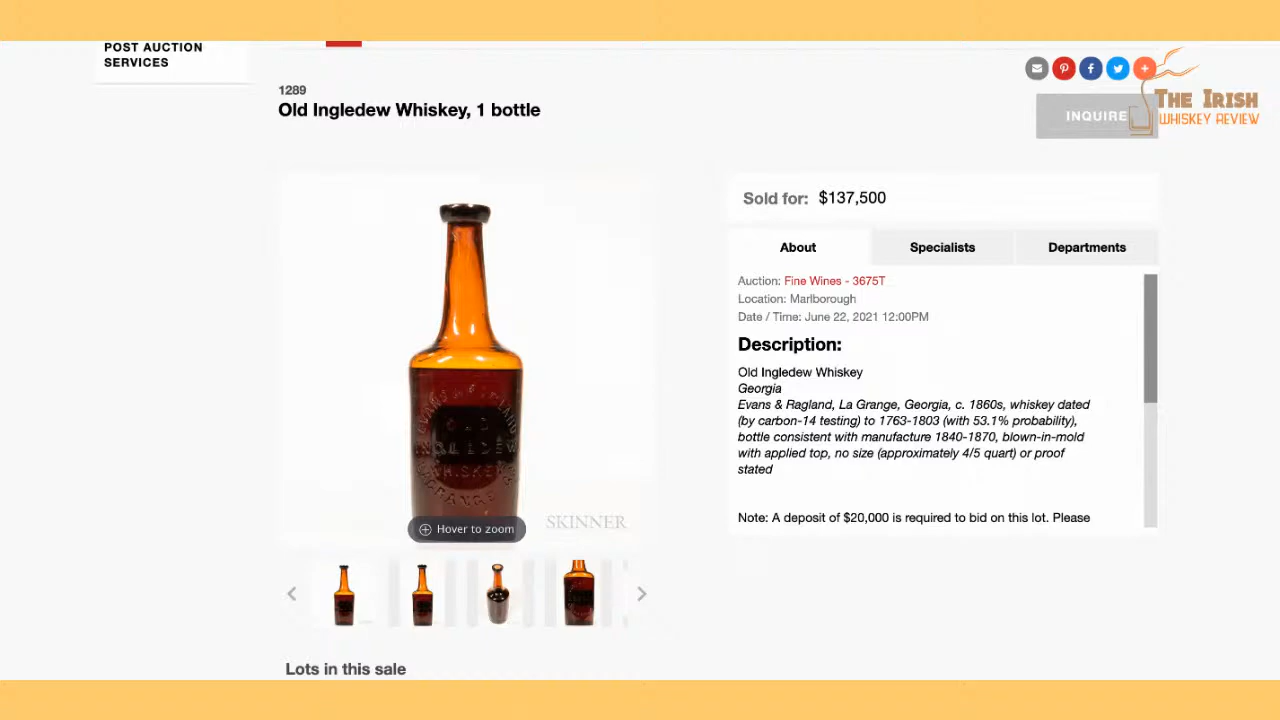 POST AUCTION
SERVICES
THE IRISH
WHISKEY REVIEW
INQUIRE
1289
Old Ingledew Whiskey, 1 bottle
Sold for: $137,500
About
Specialists
Departments
Auction: Fine Wines - 3675T
Location: Marlborough
Date / Time: June 22, 2021 12:00PM
Description:
Old Ingledew Whiskey
Georgia
Evans & Ragland, La Grange, Georgia, c. 1860s, whiskey dated
(by carbon-14 testing) to 1763-1803 (with 53.1% probability),
bottle consistent with manufacture 1840-1870, blown-in-mold
with applied top, no size (approximately 4/5 quart) or proof
stated
Note: A deposit of $20,000 is required to bid on this lot. Please
OLD
INGLEDEW
WHISKEY
SKINNER
Hover to zoom
Lots in this sale